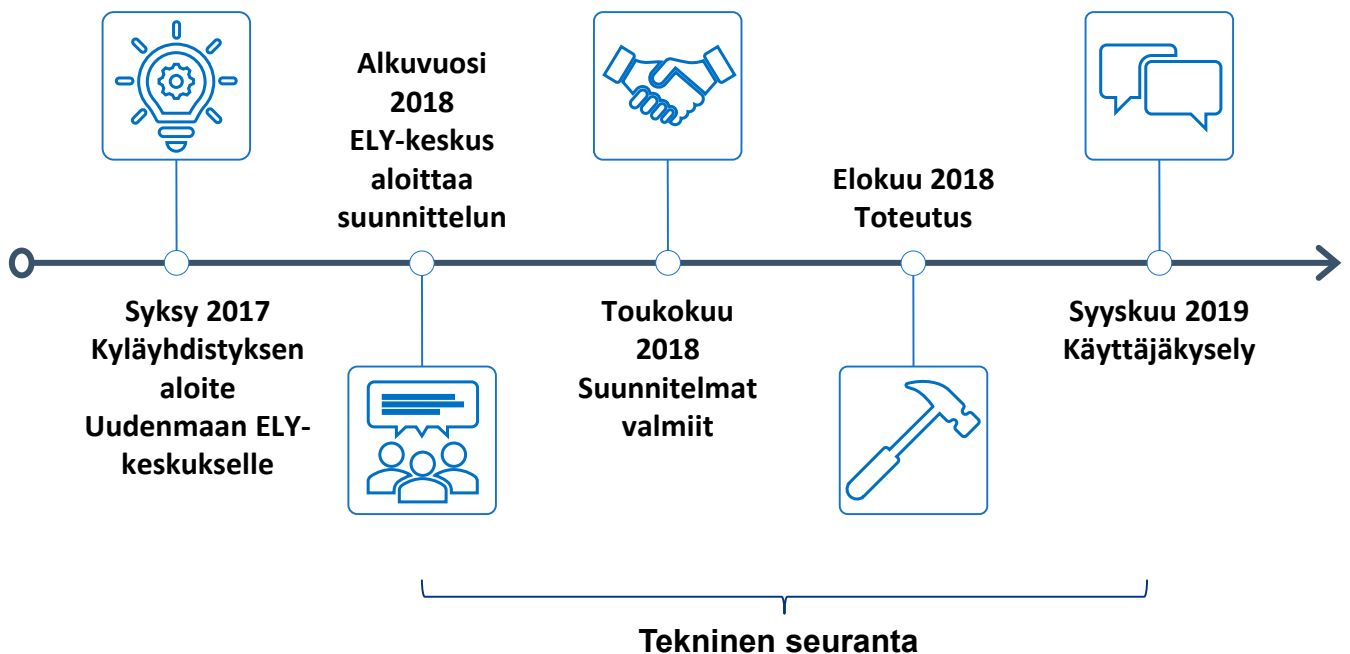 Syksy 2017
Kyläyhdistyksen
aloite
Uudenmaan ELY-
keskukselle
Alkuvuosi
2018
ELY-keskus
aloittaa
suunnittelun
Toukokuu
2018
Suunnitelmat
valmiit
Elokuu 2018
Toteutus
Syyskuu 2019
Käyttäjäkysely
Tekninen seuranta